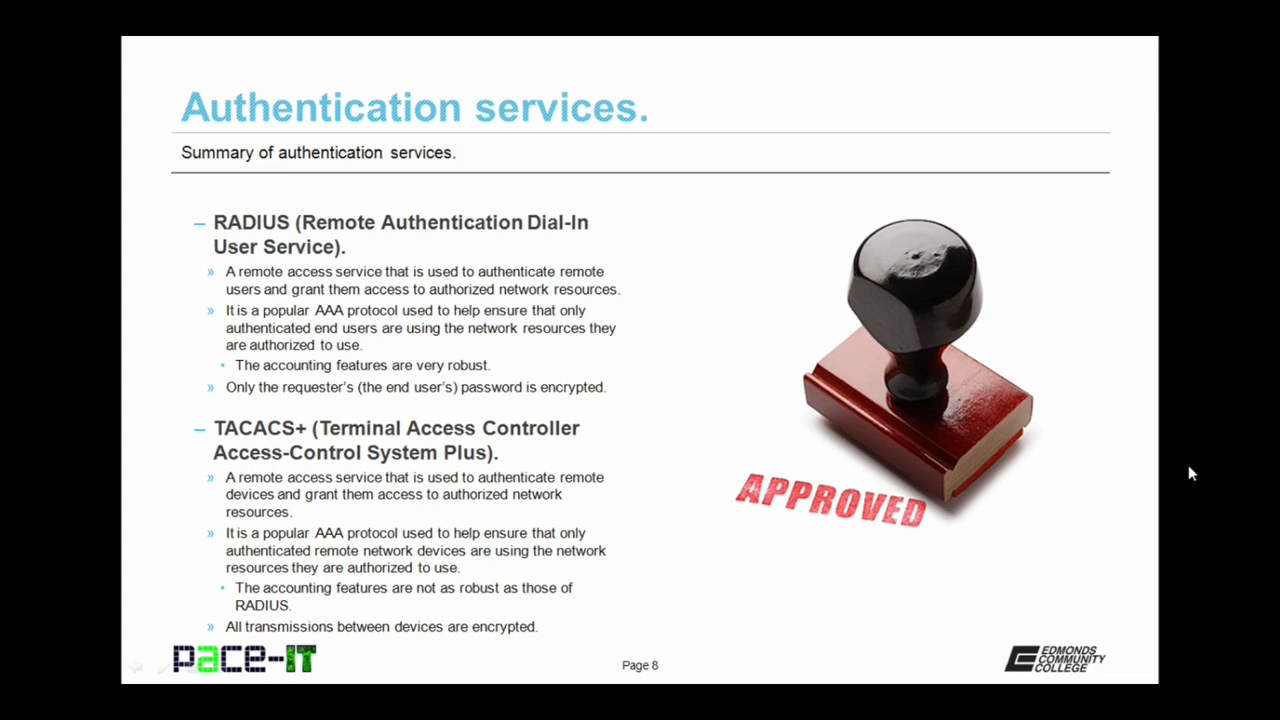 Authentication services.
Summary of authentication services.
– RADIUS (Remote Authentication Dial-In
User Service).
» A remote access service that is used to authenticate remote
users and grant them access to authorized network resources.
» It is a popular AAA protocol used to help ensure that only
authenticated end users are using the network resources they
are authorized to use.
• The accounting features are very robust.
» Only the requester's (the end user's) password is encrypted.
– TACACS+ (Terminal Access Controller
Access-Control System Plus).
» A remote access service that is used to authenticate remote
devices and grant them access to authorized network
resources.
» It is a popular AAA protocol used to help ensure that only
authenticated remote network devices are using the network
resources they are authorized to use.
• The accounting features are not as robust as those of
RADIUS.
» All transmissions between devices are encrypted.
APPROVED
pace-IT
Page 8
EDMONDS
COMMUNITY
COLLEGE